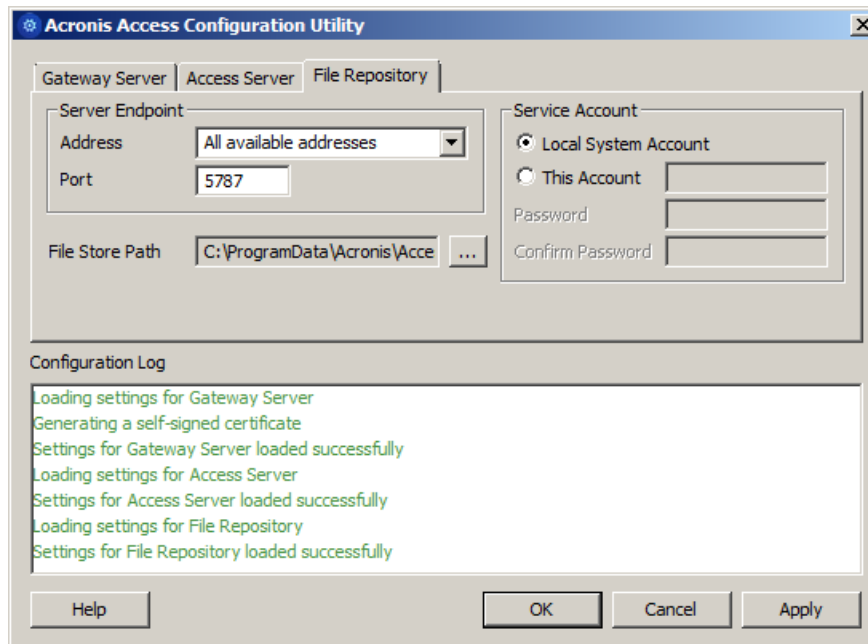 Acronis Access Configuration Utility
Gateway Server
Access Server
File Repository
Server Endpoint
Address
All available addresses
Port
5787
File Store Path
C:\ProgramData\Acronis\Acce
...
Service Account
Local System Account
This Account
Password
Confirm Password
Configuration Log
Loading settings for Gateway Server
Generating a self-signed certificate
Settings for Gateway Server loaded successfully
Loading settings for Access Server
Settings for Access Server loaded successfully
Loading settings for File Repository
Settings for File Repository loaded successfully
Help
OK
Cancel
Apply